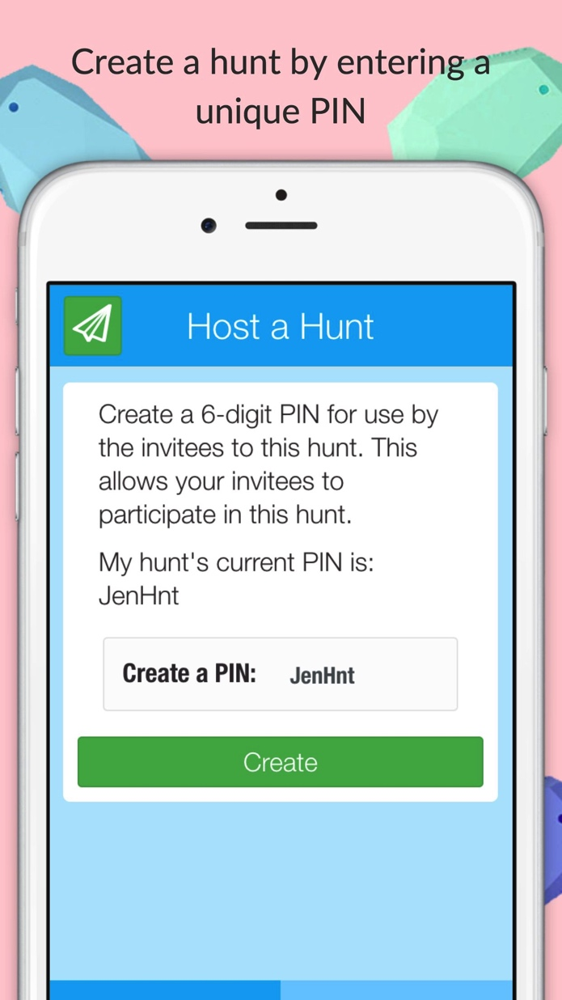 Create a hunt by entering a
unique PIN
Host a Hunt
Create a 6-digit PIN for use by
the invitees to this hunt. This
allows your invitees to
participate in this hunt.
My hunt's current PIN is:
JenHnt
Create a PIN: JenHnt
Create